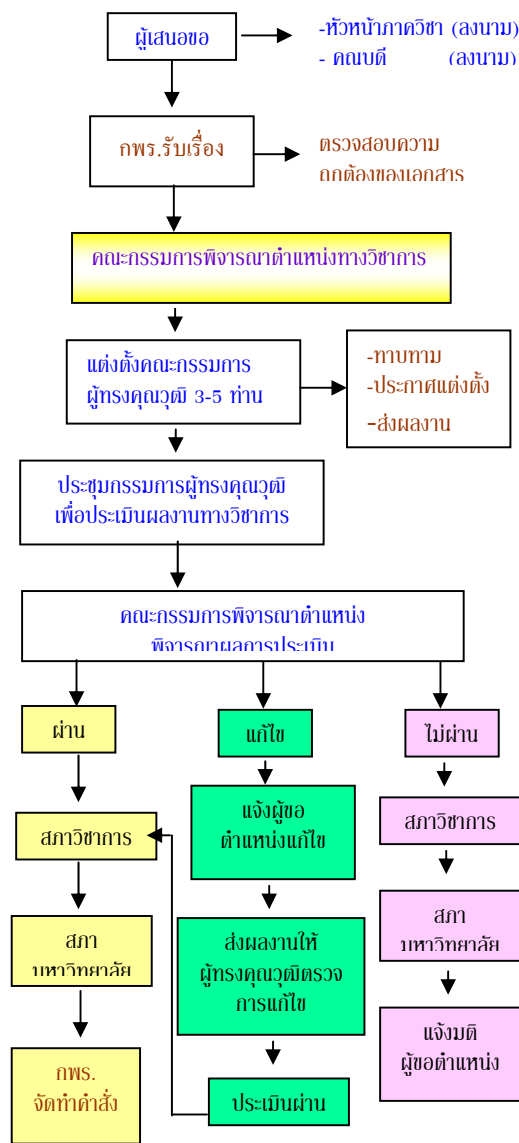 ผู้เสนอขอ
-หัวหน้าภาควิชา (ลงนาม)
- คณบดี (ลงนาม)
กพร.รับเรื่อง
ตรวจสอบความ
ถูกต้องของเอกสาร
คณะกรรมการพิจารณาตำแหน่งทางวิชาการ
แต่งตั้งคณะกรรมการ
ผู้ทรงคุณวุฒิ 3-5 ท่าน
-ทาบทาม
-ประกาศแต่งตั้ง
-ส่งผลงาน
ประชุมกรรมการผู้ทรงคุณวุฒิ
เพื่อประเมินผลงานทางวิชาการ
คณะกรรมการพิจารณาตำแหน่ง
พิจารณาผลการประเมิน
ผ่าน
แก้ไข
ไม่ผ่าน
สภาวิชาการ
แจ้งผู้ขอ
ตำแหน่งแก้ไข
สภาวิชาการ
สภา
มหาวิทยาลัย
ส่งผลงานให้
ผู้ทรงคุณวุฒิตรวจ
การแก้ไข
สภา
มหาวิทยาลัย
กพร.
จัดทำคำสั่ง
ประเมินผ่าน
แจ้งมติ
ผู้ขอตำแหน่ง